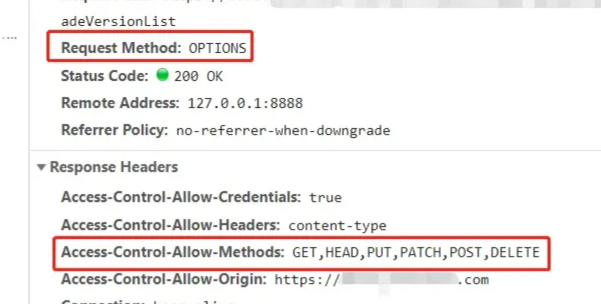 adeVersionList
Request Method: OPTIONS
Status Code: 200 OK
Remote Address: 127.0.0.1:8888
Referrer Policy: no-referrer-when-downgrade
Response Headers
Access-Control-Allow-Credentials: true
Access-Control-Allow-Headers: content-type
Access-Control-Allow-Methods: GET,HEAD,PUT,PATCH,POST,DELETE
Access-Control-Allow-Origin: https:// .com